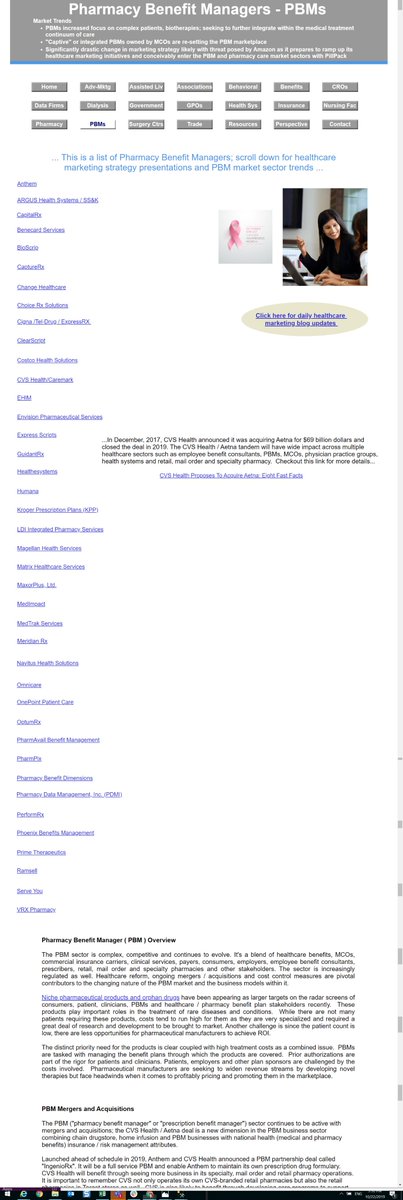 Pharmacy Benefit Managers - PBMs
Market Trends
• PBMs increased focus on complex patients, biotherapies; seeking to further integrate within the medical treatment
continuum of care
• "Captive" or integrated PBMs owned by MCOs are re-setting the PBM marketplace
• Significantly drastic change in marketing strategy likely with threat posed by Amazon as it prepares to ramp up its
healthcare marketing initiatives and conceivably enter the PBM and pharmacy care market sectors with PillPack
Home Adv-Mktg Assisted Liv Associations Behavioral Benefits CROs
Data Firms Dialysis Government GPOs Health Sys Insurance Nursing Fac
Pharmacy PBMs Surgery Ctrs Trade Resources Perspective Contact
... This is a list of Pharmacy Benefit Managers; scroll down for healthcare
marketing strategy presentations and PBM market sector trends ...
Anthem
ARGUS Health Systems / SS&K
CapitalRx
Benecard Services
BioScrip
CaptureRx
Change Healthcare
Choice Rx Solutions
Cigna /Tel-Drug / ExpressRX
ClearScript
Costco Health Solutions
CVS Health/Caremark
EHIM
Envision Pharmaceutical Services
Express Scripts
GuidantRx
Healthesystems
Humana
Kroger Prescription Plans (KPP)
LDI Integrated Pharmacy Services
Magellan Health Services
Matrix Healthcare Services
MaxorPlus, Ltd.
MedImpact
MedTrak Services
Meridian Rx
Navitus Health Solutions
Omnicare
OnePoint Patient Care
OptumRx
PharmAvail Benefit Management
PharmPix
Pharmacy Benefit Dimensions
Pharmacy Data Management, Inc. (PDMI)
PerformRx
Phoenix Benefits Management
Prime Therapeutics
Ramsell
Serve You
VRX Pharmacy
Click here for daily healthcare
marketing blog updates
...In December, 2017, CVS Health announced it was acquiring Aetna for $69 billion dollars and
closed the deal in 2019. The CVS Health / Aetna tandem will have wide impact across multiple
healthcare sectors such as employee benefit consultants, PBMs, MCOs, physician practice groups,
health systems and retail, mail order and specialty pharmacy. Checkout this link for more details...
CVS Health Proposes To Acquire Aetna: Eight Fast Facts
Pharmacy Benefit Manager ( PBM ) Overview
The PBM sector is complex, competitive and continues to evolve. It's a blend of healthcare benefits, MCOs,
commercial insurance carriers, clinical services, payers, consumers, employers, employee benefit consultants,
prescribers, retail, mail order and specialty pharmacies and other stakeholders. The sector is increasingly
regulated as well. Healthcare reform, ongoing mergers / acquisitions and cost control measures are pivotal
contributors to the changing nature of the PBM market and the business models within it.
Niche pharmaceutical products and orphan drugs have been appearing as larger targets on the radar screens of
consumers, patient, clinicians, PBMs and healthcare / pharmacy benefit plan stakeholders recently. These
products play important roles in the treatment of rare diseases and conditions. While there are not many
patients requiring these products, costs tend to run high for them as they are very specialized and required a
great deal of research and development to be brought to market. Another challenge is since the patient count is
low, there are less opportunities for pharmaceutical manufacturers to achieve ROI.
The distinct priority need for the products is clear coupled with high treatment costs as a combined issue. PBMs
are tasked with managing the benefit plans through which the products are covered. Prior authorizations are
part of the rigor for patients and clinicians. Patients, employers and other plan sponsors are challenged by the
costs involved. Pharmaceutical manufacturers are seeking to widen revenue streams by developing novel
therapies but face headwinds when it comes to profitably pricing and promoting them in the marketplace.
PBM Mergers and Acquisitions
The PBM ("pharmacy benefit manager" or "prescription benefit manager") sector continues to be active with
mergers and acquisitions; the CVS Health / Aetna deal is a new dimension in the PBM business sector
combining chain drugstore, home infusion and PBM businesses with national health (medical and pharmacy
benefits) insurance / risk management attributes.
Launched ahead of schedule in 2019, Anthem and CVS Health announced a PBM partnership deal called
"IngenioRx". It will be a full service PBM and enable Anthem to maintain its own prescription drug formulary.
CVS Health will benefit through seeing more business in its specialty, mail order and retail pharmacy operations.
It is important to remember CVS not only operates its own CVS-branded retail pharmacies but also the retail